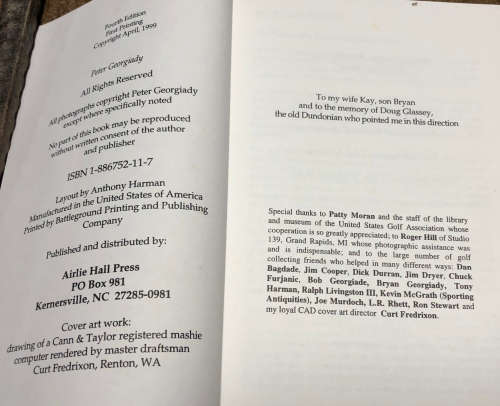 Fourth Edition
First Printing
Copyright April, 1999
Peter Georgiady
All Rights Reserved
All photographs copyright Peter Georgiady
except where specifically noted
No part of this book may be reproduced
without written consent of the author
and publisher
ISBN 1-886752-11-7
Layout by Anthony Harman
Manufactured in the United States of America
Printed by Battleground Printing and Publishing
Company
Published and distributed by:
Airlie Hall Press
PO Box 981
Kernersville, NC 27285-0981
Cover art work:
drawing of a Cann & Taylor registered mashie
computer rendered by master draftsman
Curt Fredrixon, Renton, WA
To my wife Kay, son Bryan
and to the memory of Doug Glassey,
the old Dundonian who pointed me in this direction
Special thanks to Patty Moran and the staff of the library
and museum of the United States Golf Association whose
cooperation is so greatly appreciated; to Roger Hill of Studio
139, Grand Rapids, MI whose photographic assistance was
and is indispensable; and to the large number of golf
collecting friends who helped in many different ways: Dan
Bagdade, Jim Cooper, Dick Durran, Jim Dryer, Chuck
Furjanic, Bob Georgiade, Bryan Georgiady, Tony
Harman, Ralph Livingston III, Kevin McGrath (Sporting
Antiquities), Joe Murdoch, L.R. Rhett, Ron Stewart and
my loyal CAD cover art director Curt Fredrixon.